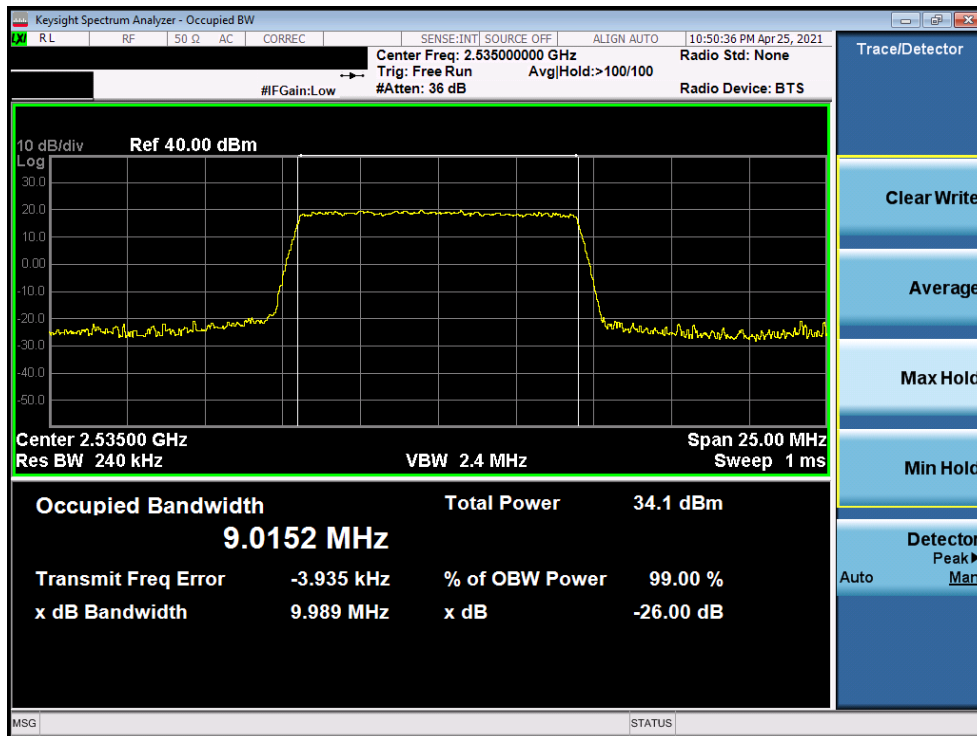 Keysight Spectrum Analyzer - Occupied BW
LXI RL RF 50 Ω AC CORREC SENSE:INT SOURCE OFF ALIGN AUTO 10:50:36 PM Apr 25, 2021
Center Freq: 2.535000000 GHz Radio Std: None
Trig: Free Run Avg|Hold:>100/100
#IFGain:Low #Atten: 36 dB Radio Device: BTS
Trace/Detector
10 dB/div Ref 40.00 dBm
Log
30.0
20.0
10.0
0.00
-10.0
-20.0
-30.0
-40.0
-50.0
Center 2.53500 GHz Span 25.00 MHz
Res BW 240 kHz VBW 2.4 MHz Sweep 1 ms
Occupied Bandwidth Total Power 34.1 dBm
9.0152 MHz
Transmit Freq Error -3.935 kHz % of OBW Power 99.00 %
x dB Bandwidth 9.989 MHz x dB -26.00 dB
Clear Write
Average
Max Hold
Min Hold
Detector
Peak▶
Auto Man
MSG STATUS